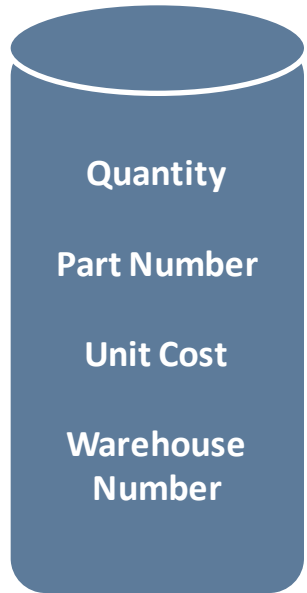 Quantity
Part Number
Unit Cost
Warehouse
Number